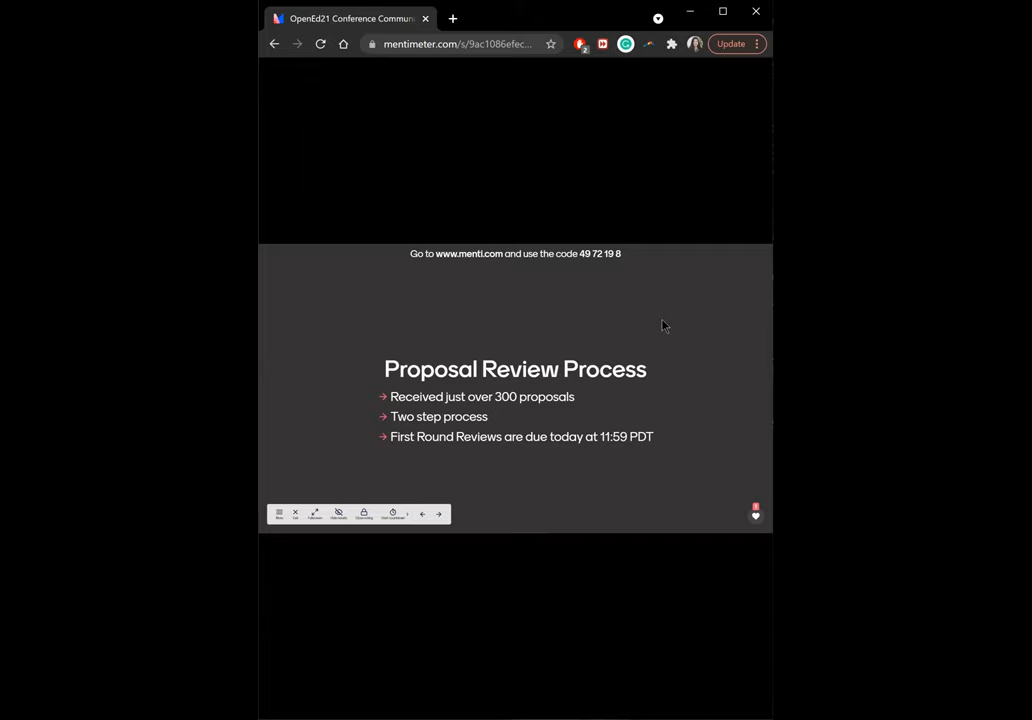 OpenEd21 Conference Commun
mentimeter.com/s/9ac1086efec...
2
Update
Go to www.menti.com and use the code 49 72 19 8
Proposal Review Process
→ Received just over 300 proposals
→ Two step process
→ First Round Reviews are due today at 11:59 PDT
1